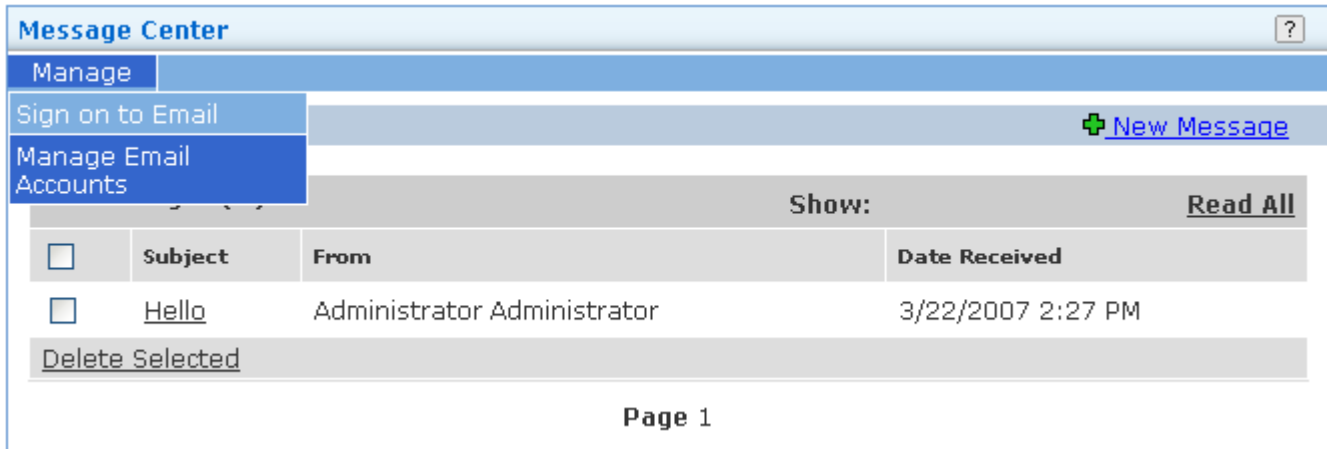 Message Center ?
Manage
Sign on to Email
New Message
Manage Email
Accounts
Show: Read All
Subject From Date Received
Hello Administrator Administrator 3/22/2007 2:27 PM
Delete Selected
Page 1